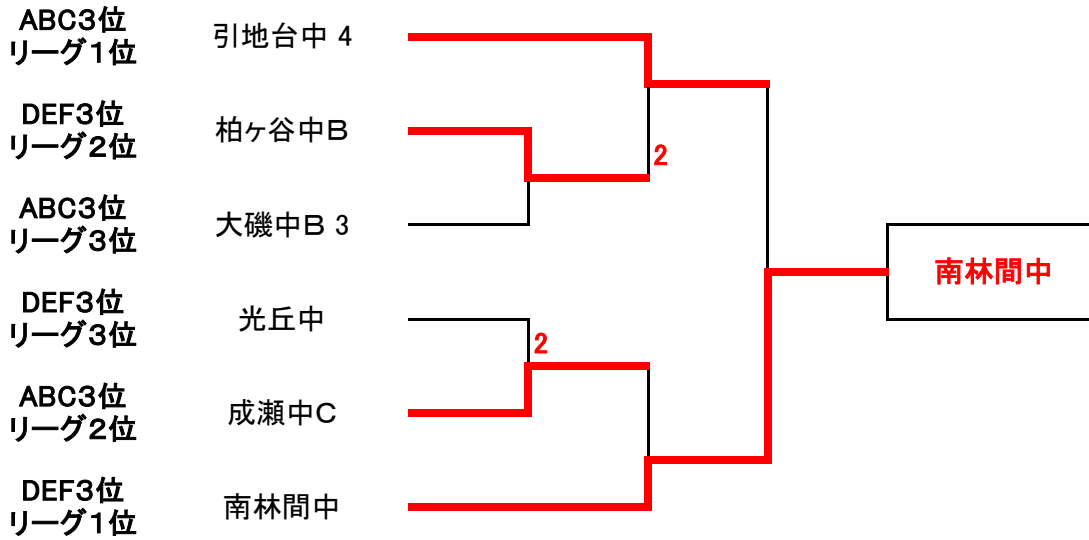 ABC3位
リーグ1位
引地台中 4
DEF3位
リーグ2位
柏ヶ谷中B
2
ABC3位
リーグ3位
大磯中B 3
南林間中
DEF3位
リーグ3位
光丘中
2
ABC3位
リーグ2位
成瀬中C
DEF3位
リーグ1位
南林間中